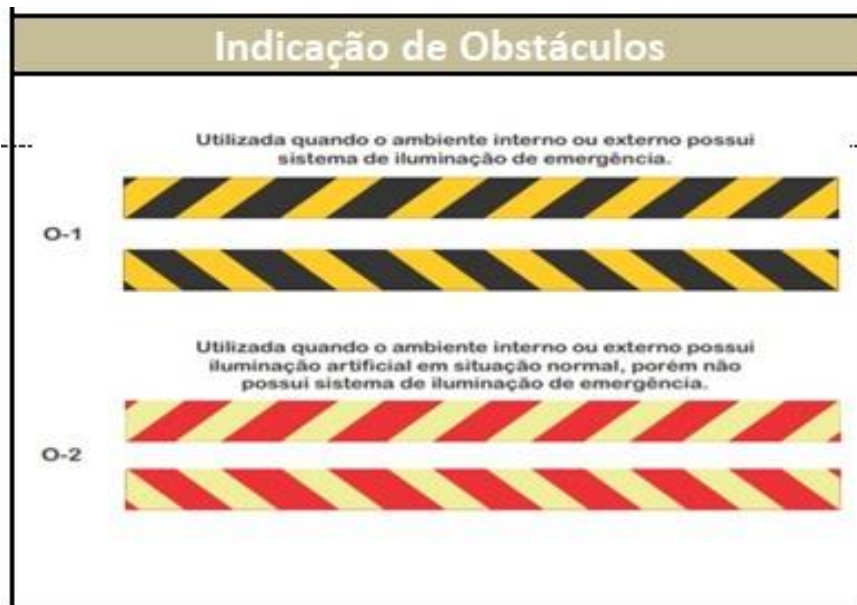 Indicação de Obstáculos
Utilizada quando o ambiente interno ou externo possui
sistema de iluminação de emergência.
O-1
Utilizada quando o ambiente interno ou externo possui
iluminação artificial em situação normal, porém não
possui sistema de iluminação de emergência.
O-2